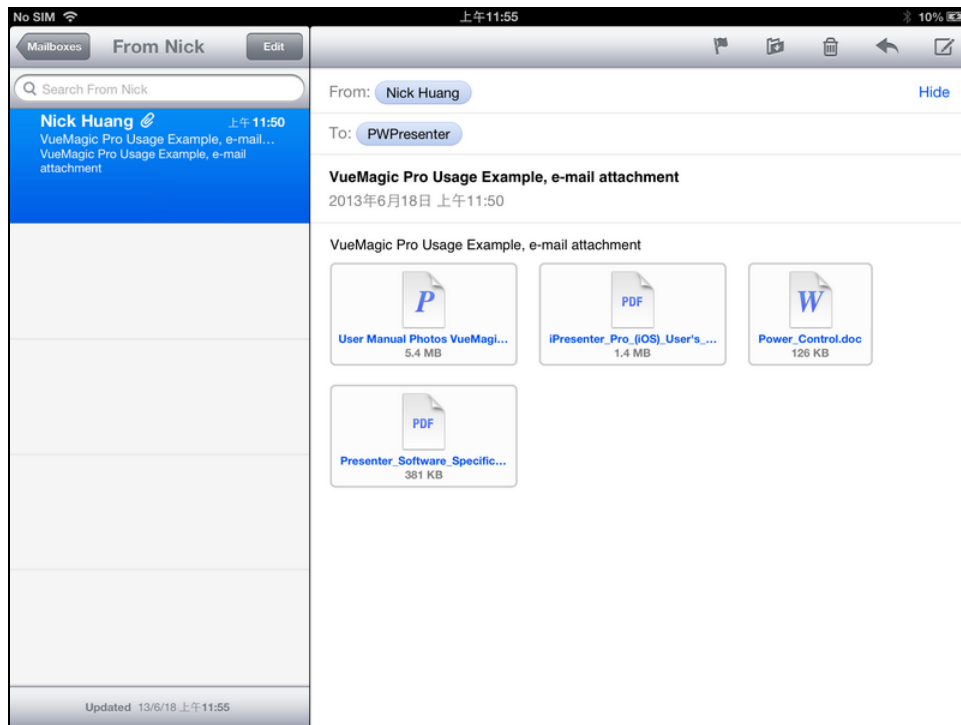 No SIM 上午11:55 10%
Mailboxes From Nick Edit
Search From Nick
Nick Huang 上午11:50
VueMagic Pro Usage Example, e-mail...
VueMagic Pro Usage Example, e-mail
attachment
Updated 13/6/18 上午11:55
From: Nick Huang Hide
To: PWPresenter
VueMagic Pro Usage Example, e-mail attachment
2013年6月18日 上午11:50
VueMagic Pro Usage Example, e-mail attachment
P
User Manual Photos VueMagi...
5.4 MB
PDF
iPresenter_Pro_(iOS)_User's_...
1.4 MB
W
Power_Control.doc
126 KB
PDF
Presenter_Software_Specific...
381 KB